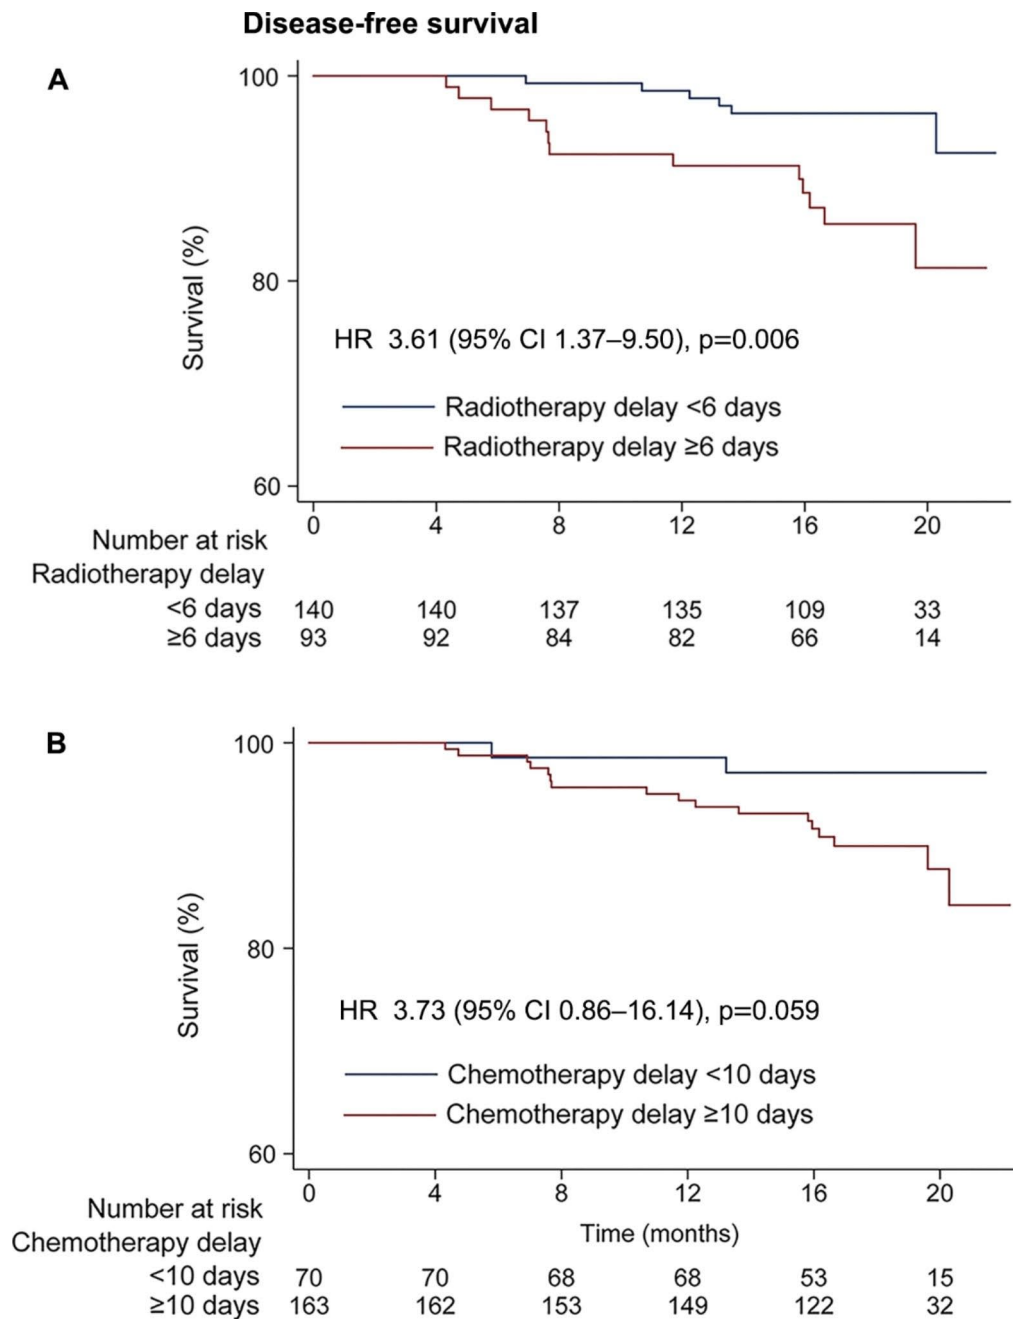 Disease-free survival
A
100
80
60
Survival (%)
HR 3.61 (95% CI 1.37–9.50), p=0.006
Radiotherapy delay <6 days
Radiotherapy delay ≥6 days
0 4 8 12 16 20
Number at risk
Radiotherapy delay
<6 days 140 140 137 135 109 33
≥6 days 93 92 84 82 66 14
B
100
80
60
Survival (%)
HR 3.73 (95% CI 0.86–16.14), p=0.059
Chemotherapy delay <10 days
Chemotherapy delay ≥10 days
0 4 8 12 16 20
Time (months)
Number at risk
Chemotherapy delay
<10 days 70 70 68 68 53 15
≥10 days 163 162 153 149 122 32